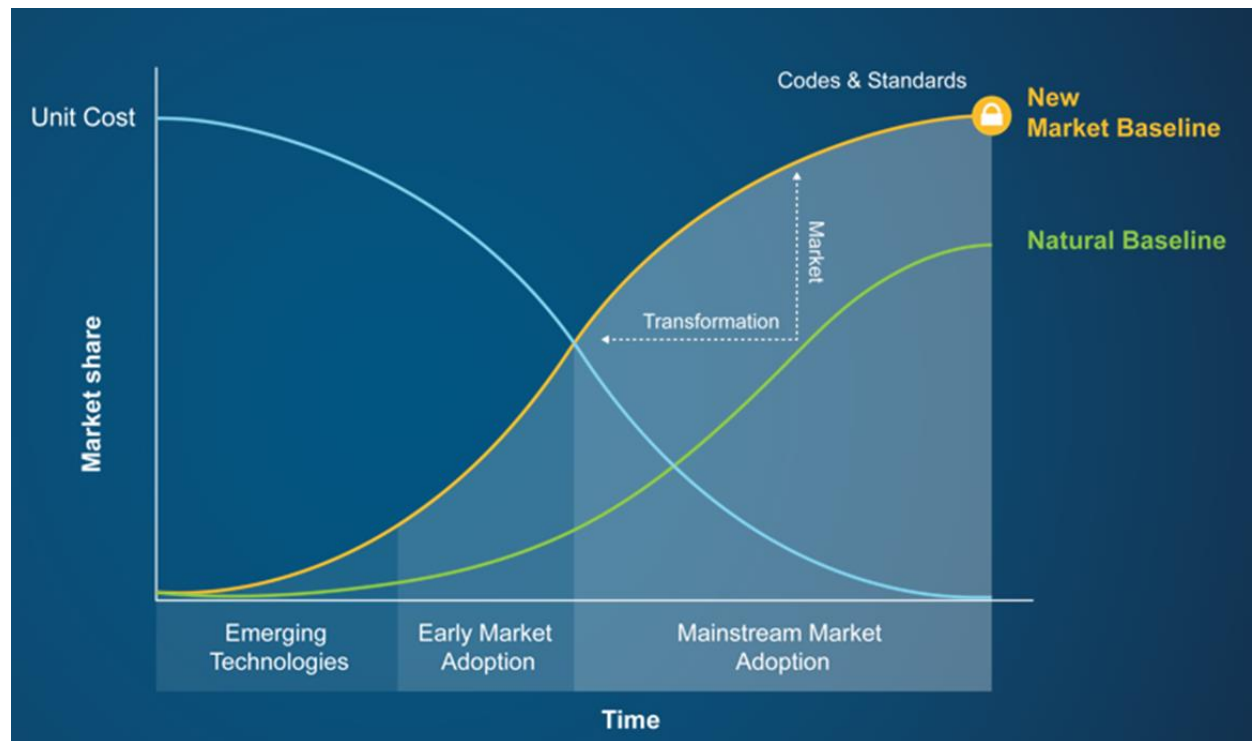 Codes & Standards
New
Market Baseline
Unit Cost
Market
Natural Baseline
Transformation
Market share
Emerging
Technologies
Early Market
Adoption
Mainstream Market
Adoption
Time